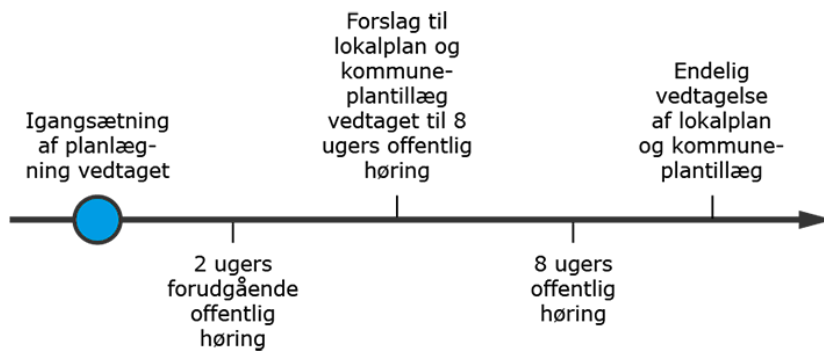 Igangsætning
af planlæg-
ning vedtaget
2 ugers
forudgående
offentlig
høring
Forslag til
lokalplan og
kommune-
plantillæg
vedtaget til 8
ugers offentlig
høring
8 ugers
offentlig
høring
Endelig
vedtagelse
af lokalplan
og kommune-
plantillæg